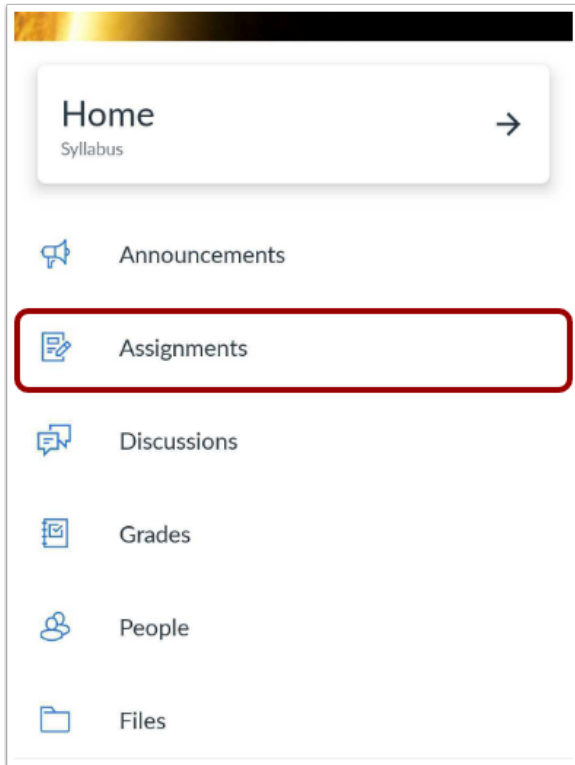 Home
Syllabus
Announcements
Assignments
Discussions
Grades
People
Files